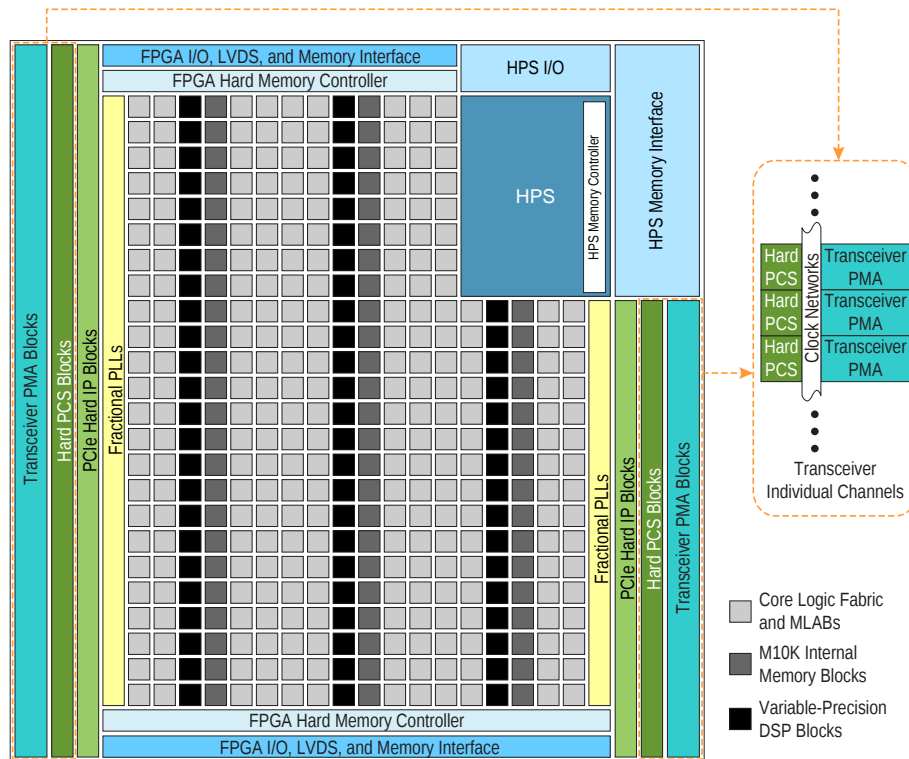 FPGA I/O, LVDS, and Memory Interface
FPGA Hard Memory Controller
HPS I/O
HPS Memory Interface
HPS
HPS Memory Controller
Transceiver PMA Blocks
Hard PCS Blocks
PCIe Hard IP Blocks
Fractional PLLs
Fractional PLLs
PCIe Hard IP Blocks
Hard PCS Blocks
Transceiver PMA Blocks
FPGA Hard Memory Controller
FPGA I/O, LVDS, and Memory Interface
Hard
PCS
Hard
PCS
Hard
PCS
Clock Networks
Transceiver
PMA
Transceiver
PMA
Transceiver
PMA
Transceiver
Individual Channels
Core Logic Fabric
and MLABs
M10K Internal
Memory Blocks
Variable-Precision
DSP Blocks